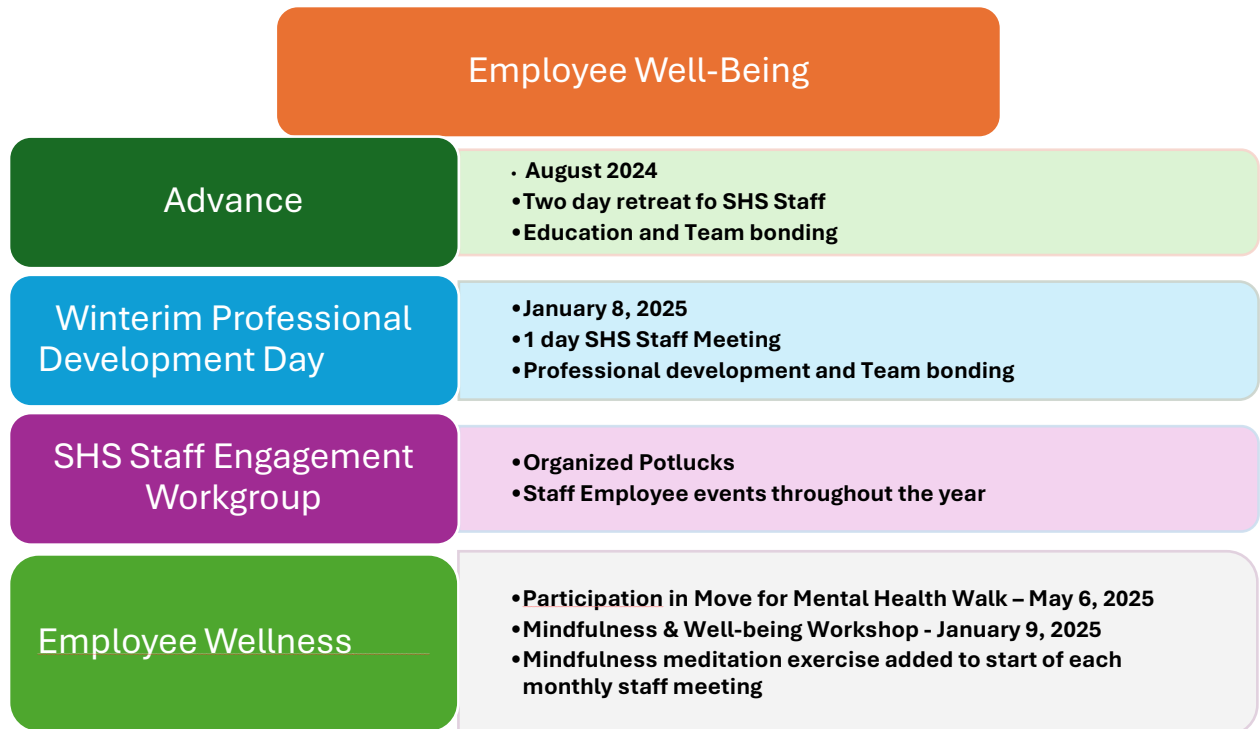 Employee Well-Being
Advance
• August 2024
•Two day retreat fo SHS Staff
•Education and Team bonding
Winterim Professional
Development Day
•January 8, 2025
•1 day SHS Staff Meeting
•Professional development and Team bonding
SHS Staff Engagement
Workgroup
•Organized Potlucks
•Staff Employee events throughout the year
Employee Wellness
•Participation in Move for Mental Health Walk – May 6, 2025
•Mindfulness & Well-being Workshop - January 9, 2025
•Mindfulness meditation exercise added to start of each
monthly staff meeting